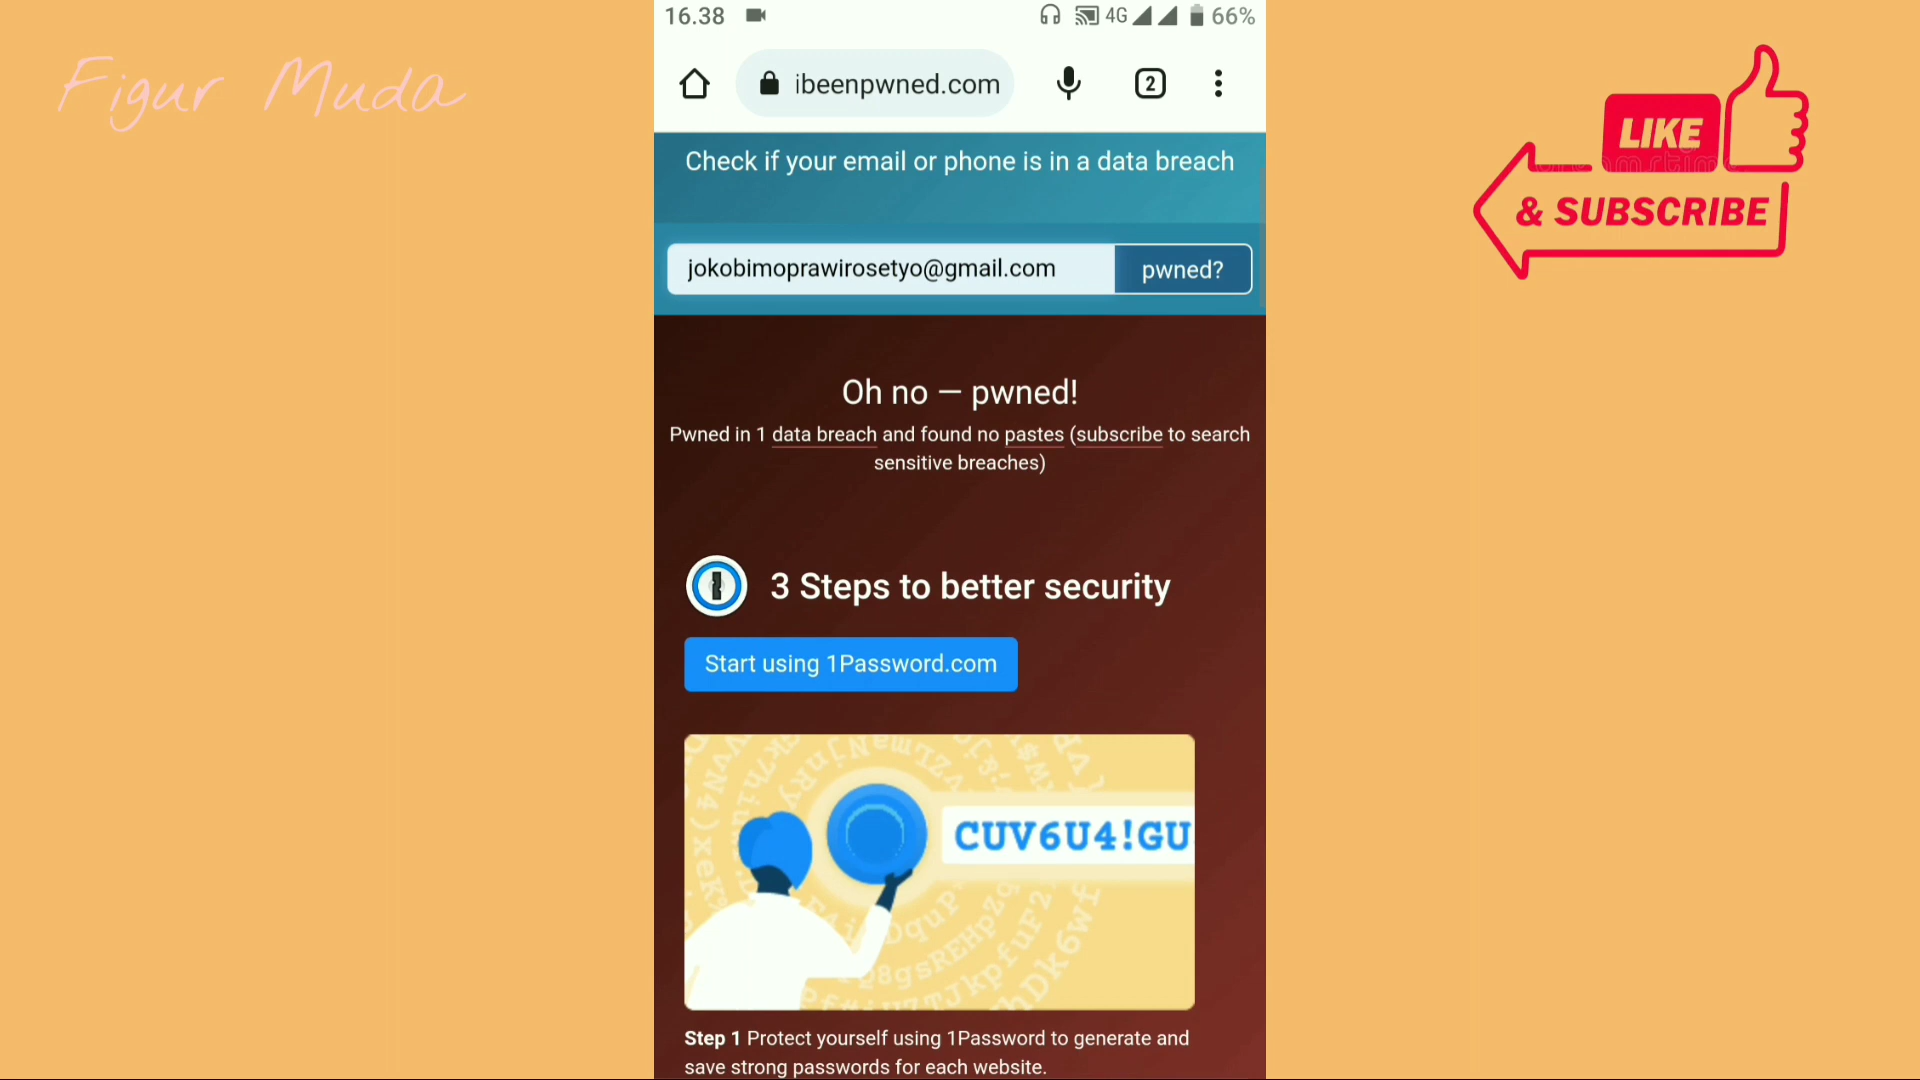 Figur Muda
16.38
4G
66%
ibeenpwned.com
2
LIKE
& SUBSCRIBE
Check if your email or phone is in a data breach
jokobimoprawirosetyo@gmail.com
pwned?
Oh no — pwned!
Pwned in 1 data breach and found no pastes (subscribe to search
sensitive breaches)
3 Steps to better security
Start using 1Password.com
CUV6U4!GU
Step 1 Protect yourself using 1Password to generate and
save strong passwords for each website.